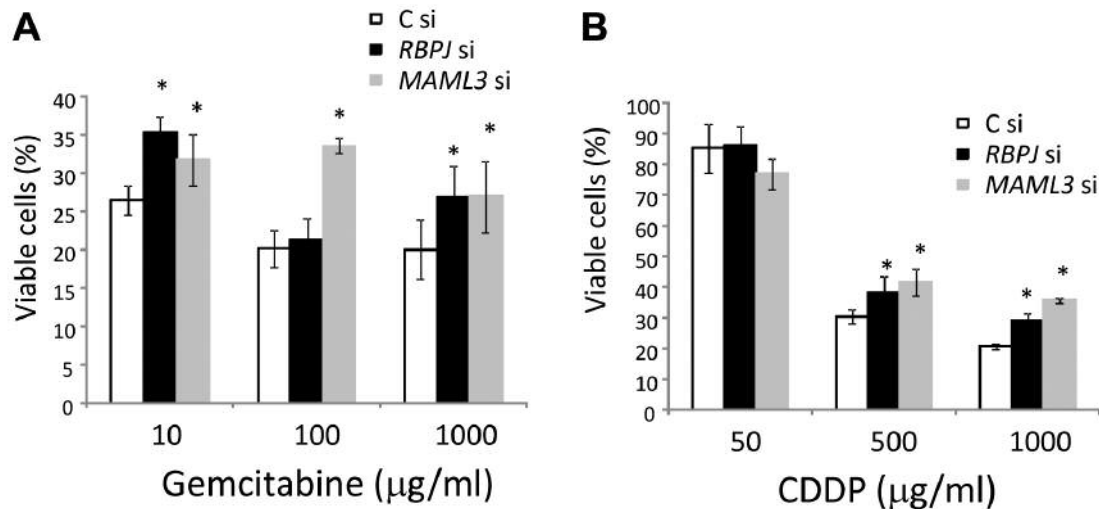 A
C si
RBPJ si
MAML3 si
* * * * *
40
35
30
25
20
15
10
5
0
Viable cells (%)
10 100 1000
Gemcitabine (μg/ml)
B
C si
RBPJ si
MAML3 si
* * * *
100
90
80
70
60
50
40
30
20
10
0
Viable cells (%)
50 500 1000
CDDP (μg/ml)